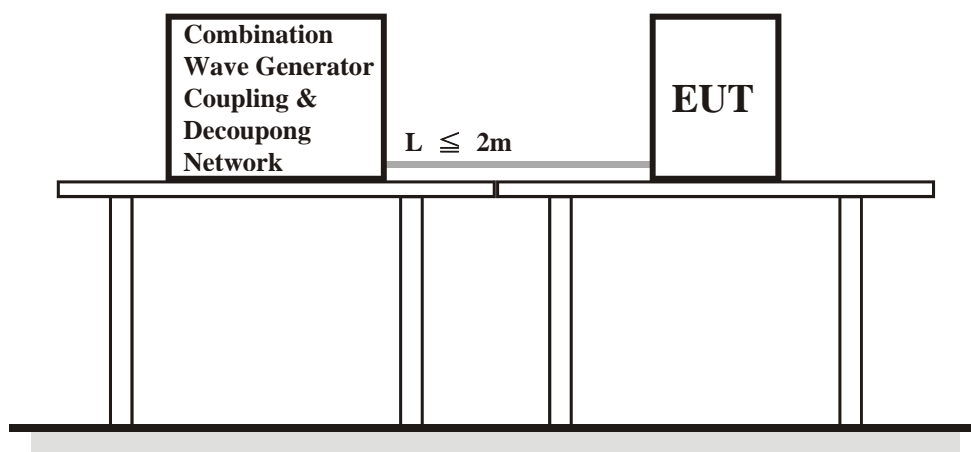 Combination
Wave Generator
Coupling &
Decoupong
Network
L ≦ 2m
EUT